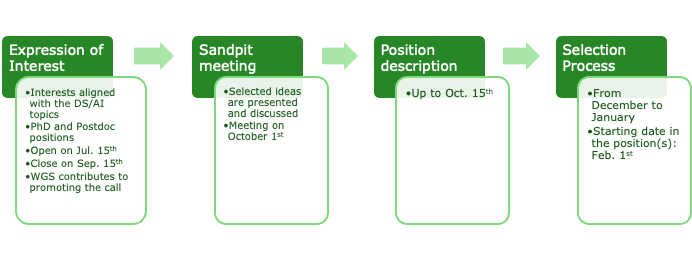 Expression of
Interest
•Interests aligned
with the DS/AI
topics
•PhD and Postdoc
positions
•Open on Jul. 15th
•Close on Sep. 15th
•WGS contributes to
promoting the call
Sandpit
meeting
•Selected ideas
are presented
and discussed
•Meeting on
October 1st
Position
description
•Up to Oct. 15th
Selection
Process
•From
December to
January
•Starting date in
the position(s):
Feb. 1st